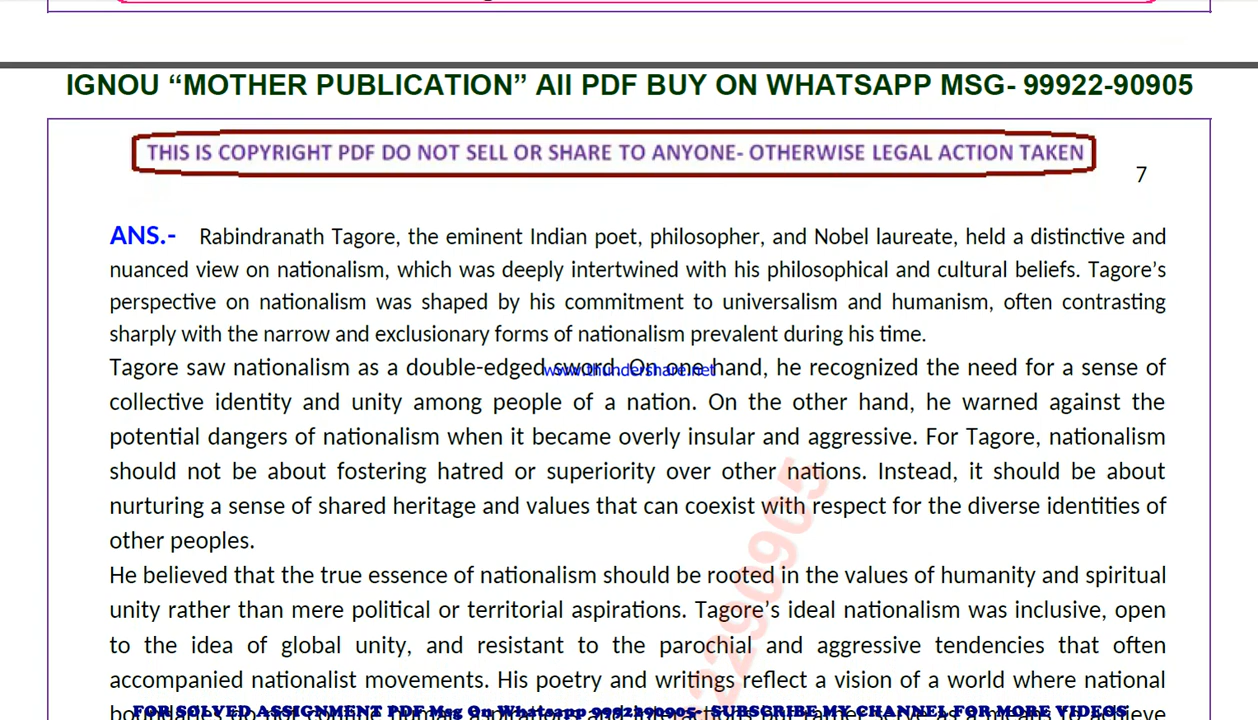 IGNOU “MOTHER PUBLICATION” All PDF BUY ON WHATSAPP MSG- 99922-90905
THIS IS COPYRIGHT PDF DO NOT SELL OR SHARE TO ANYONE- OTHERWISE LEGAL ACTION TAKEN
7
ANS.- Rabindranath Tagore, the eminent Indian poet, philosopher, and Nobel laureate, held a distinctive and
nuanced view on nationalism, which was deeply intertwined with his philosophical and cultural beliefs. Tagore’s
perspective on nationalism was shaped by his commitment to universalism and humanism, often contrasting
sharply with the narrow and exclusionary forms of nationalism prevalent during his time.
Tagore saw nationalism as a double-edged sword. On one hand, he recognized the need for a sense of
www.thundershare.net
collective identity and unity among people of a nation. On the other hand, he warned against the
potential dangers of nationalism when it became overly insular and aggressive. For Tagore, nationalism
should not be about fostering hatred or superiority over other nations. Instead, it should be about
nurturing a sense of shared heritage and values that can coexist with respect for the diverse identities of
other peoples.
He believed that the true essence of nationalism should be rooted in the values of humanity and spiritual
unity rather than mere political or territorial aspirations. Tagore’s ideal nationalism was inclusive, open
to the idea of global unity, and resistant to the parochial and aggressive tendencies that often
accompanied nationalist movements. His poetry and writings reflect a vision of a world where national
2290905
FOR SOLVED ASSIGNMENT PDF Msg On Whatsapp 9992290905- SUBSCRIBE MY CHANNEL FOR MORE VIDEOS